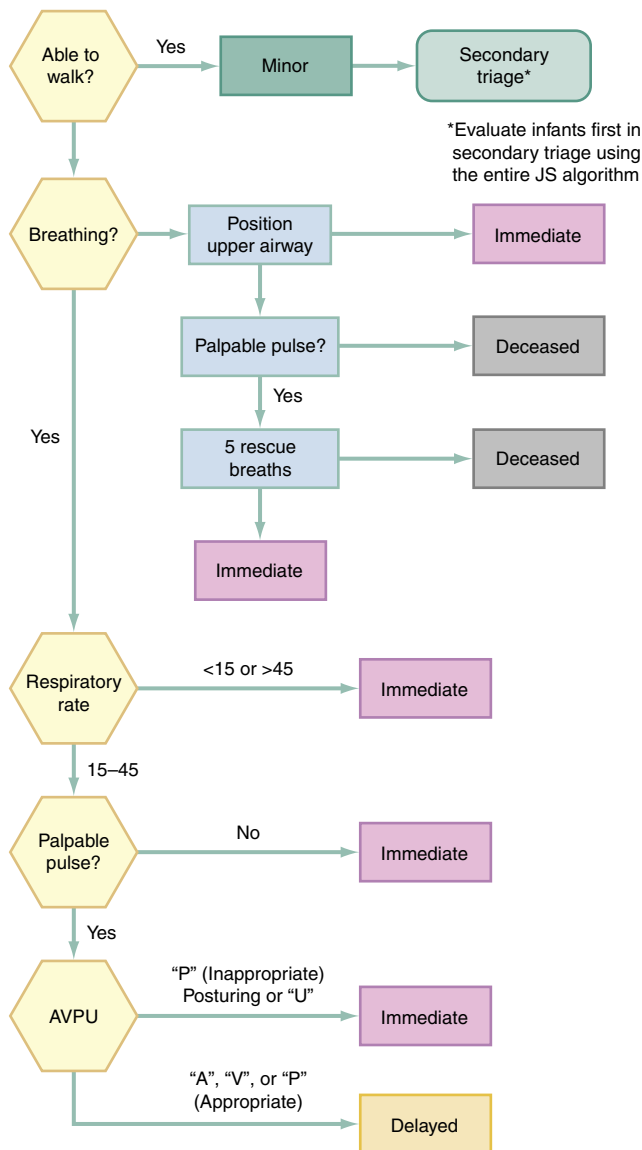 Able to
walk?
Yes
Minor
Secondary
triage*
*Evaluate infants first in
secondary triage using
the entire JS algorithm
Breathing?
Position
upper airway
Immediate
Palpable pulse?
Deceased
Yes
Yes
5 rescue
breaths
Deceased
Immediate
Respiratory
rate
<15 or >45
Immediate
15–45
Palpable
pulse?
No
Immediate
Yes
AVPU
“P” (Inappropriate)
Posturing or “U”
Immediate
“A”, “V”, or “P”
(Appropriate)
Delayed